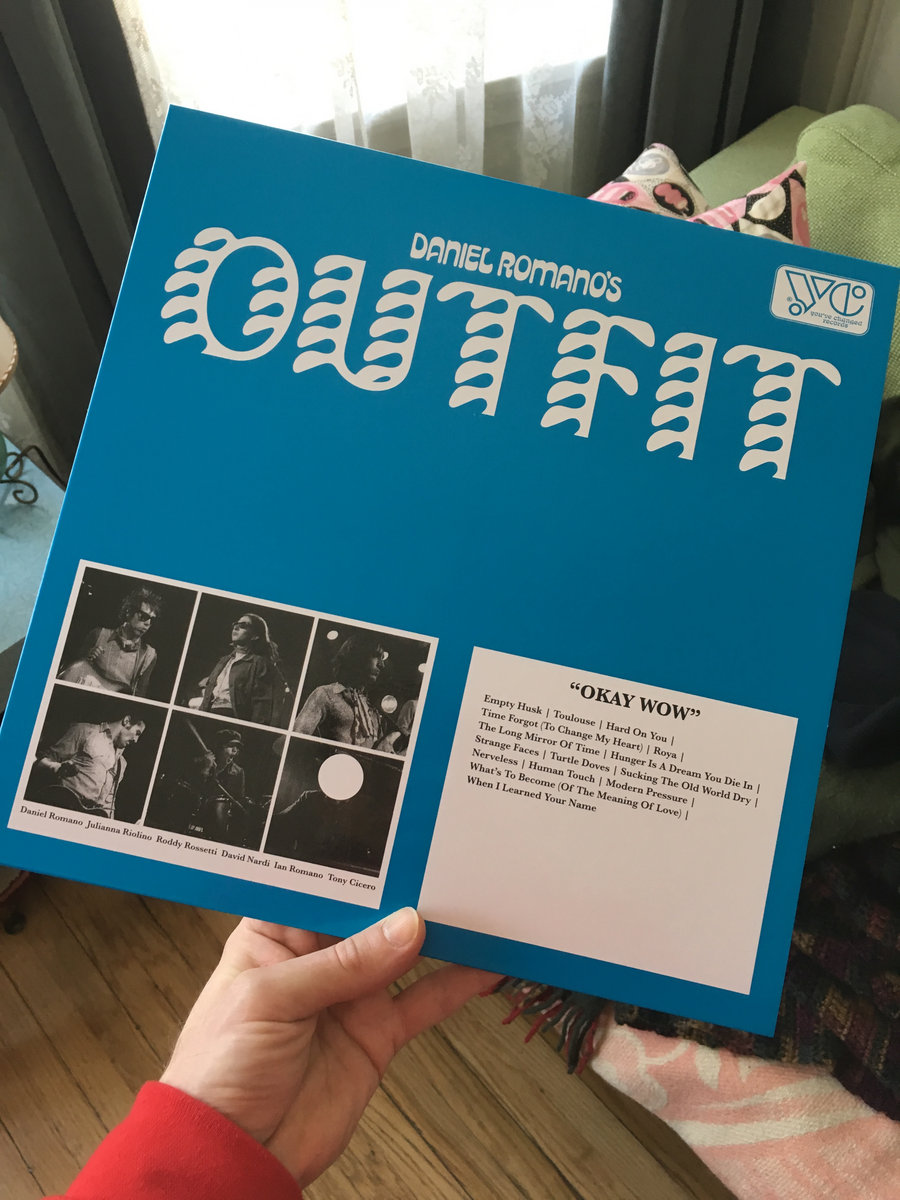 DANIEL ROMANO'S
OUTFIT
you've changed
records
Daniel Romano Julianna Riolino Roddy Rossetti David Nardi Ian Romano Tony Cicero
“OKAY WOW”
Empty Husk | Toulouse | Hard On You |
Time Forgot (To Change My Heart) | Roya |
The Long Mirror Of Time | Hunger Is A Dream You Die In |
Strange Faces | Turtle Doves | Sucking The Old World Dry |
Nerveless | Human Touch | Modern Pressure |
What's To Become (Of The Meaning Of Love) |
When I Learned Your Name